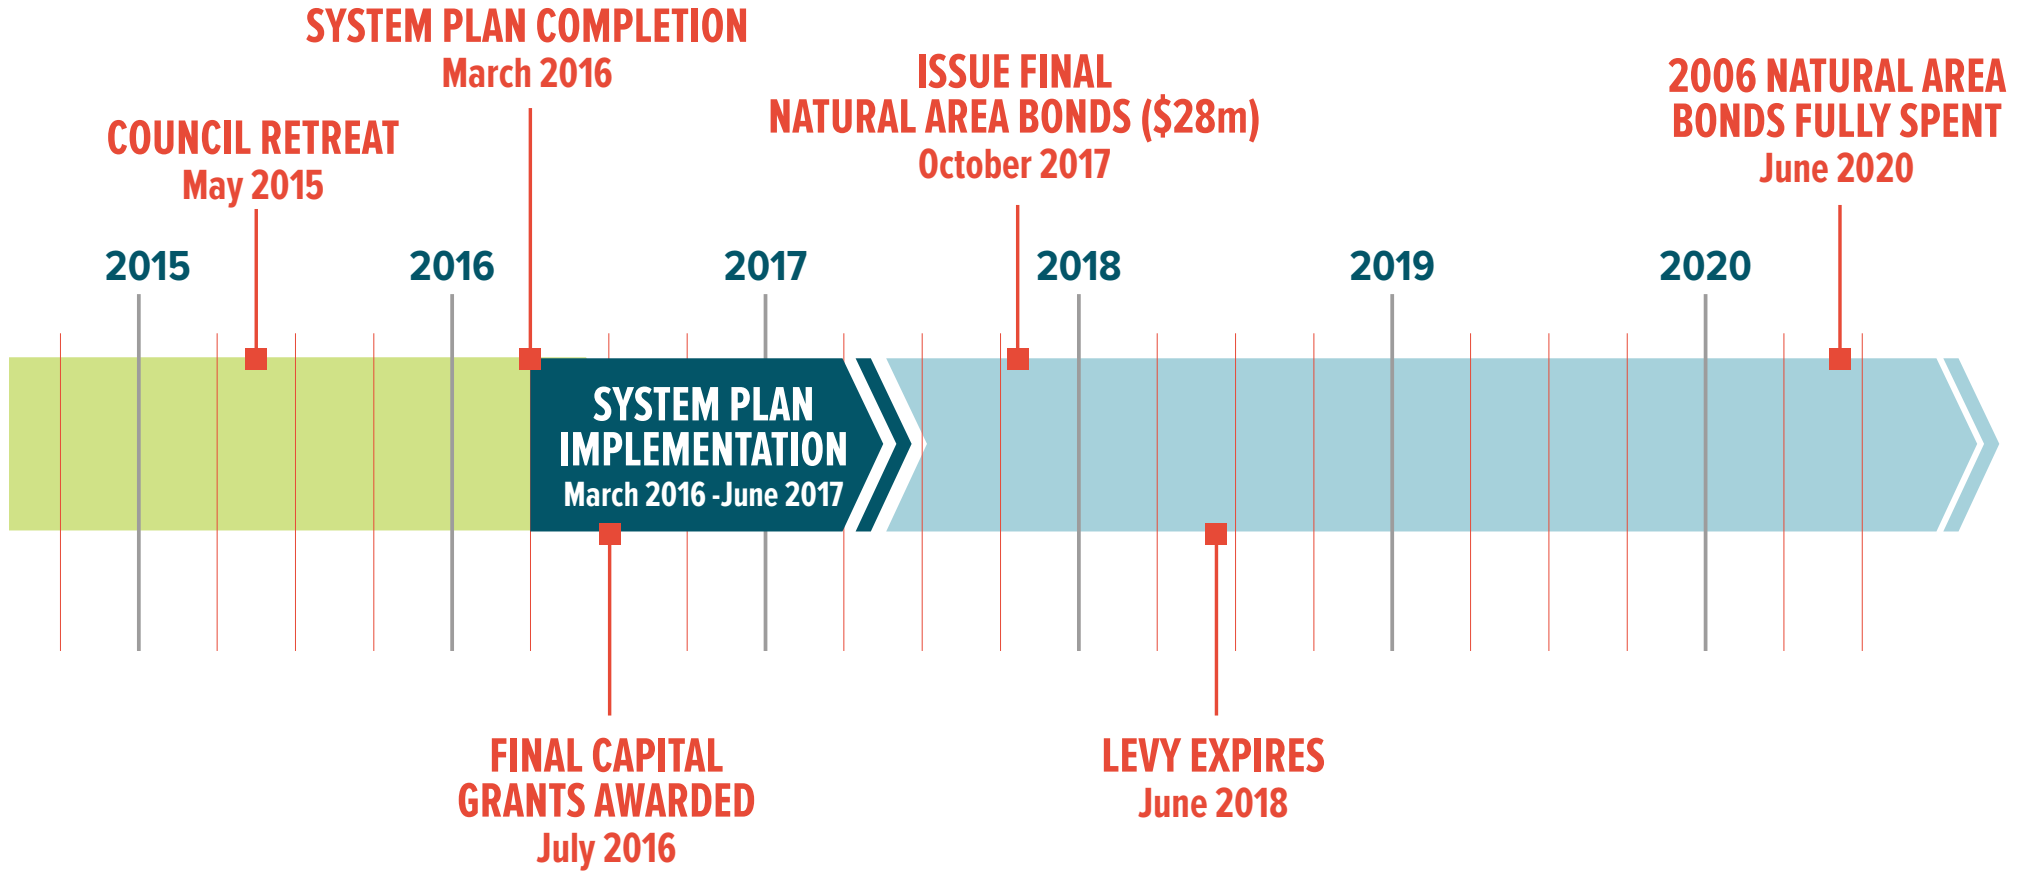 SYSTEM PLAN COMPLETION
March 2016
COUNCIL RETREAT
May 2015
ISSUE FINAL
NATURAL AREA BONDS ($28m)
October 2017
2006 NATURAL AREA
BONDS FULLY SPENT
June 2020
2015
2016
2017
2018
2019
2020
SYSTEM PLAN
IMPLEMENTATION
March 2016 -June 2017
FINAL CAPITAL
GRANTS AWARDED
July 2016
LEVY EXPIRES
June 2018